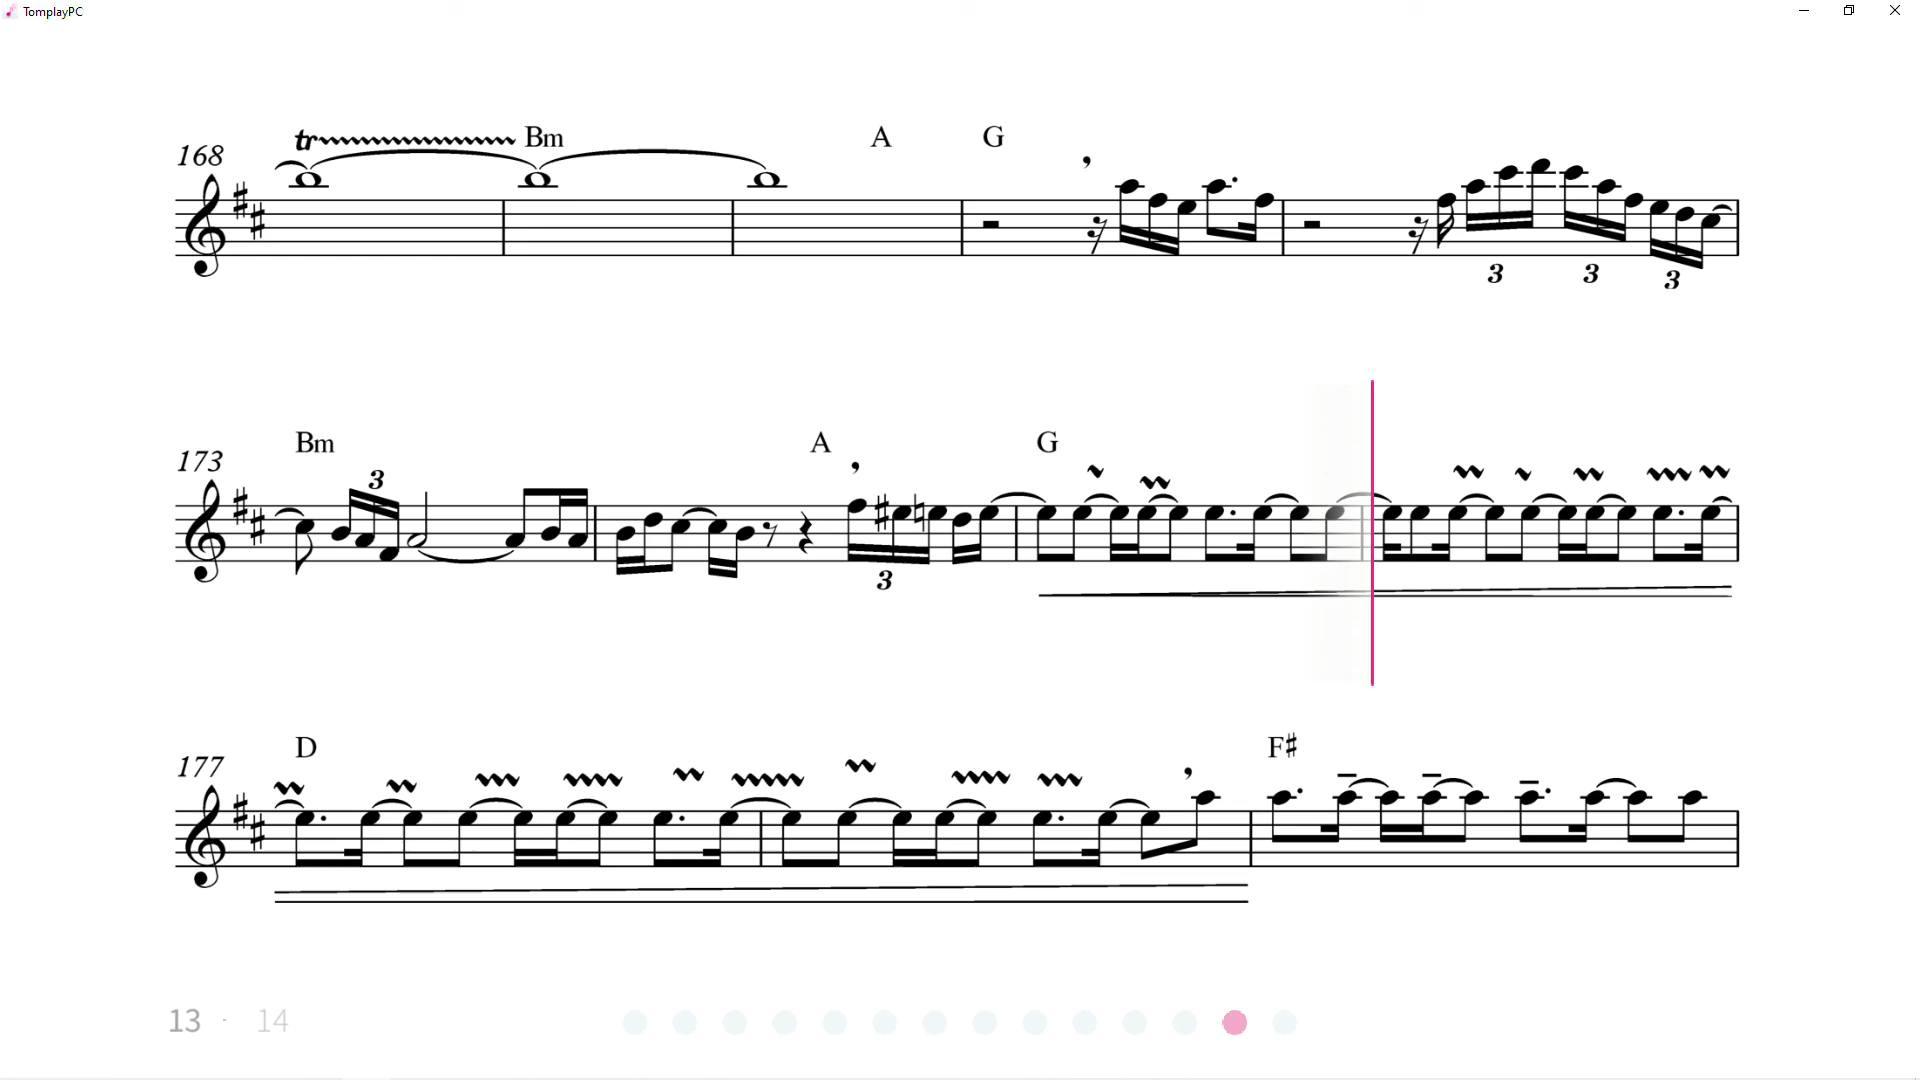 TomplayPC
tr Bm A G
168
3 3 3
Bm A G
173
3
3
D F♯
177
13 - 14